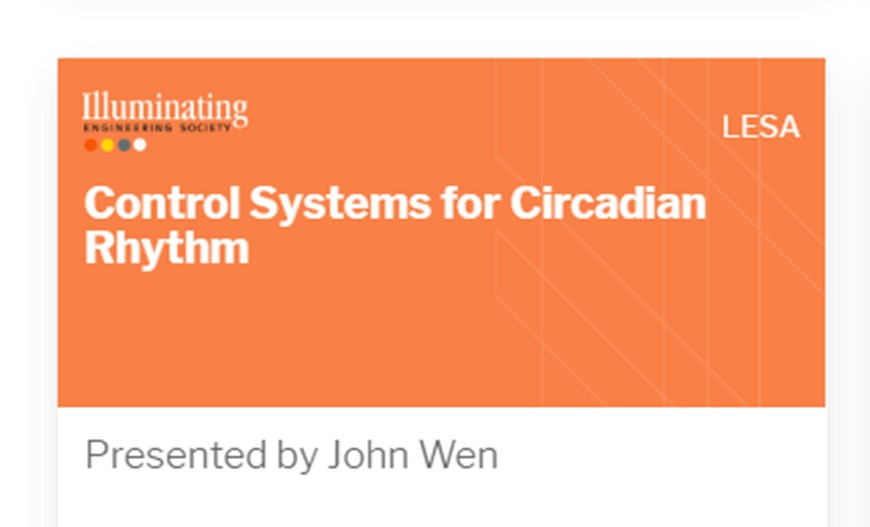 Illuminating
ENGINEERING SOCIETY
LESA
Control Systems for Circadian
Rhythm
Presented by John Wen